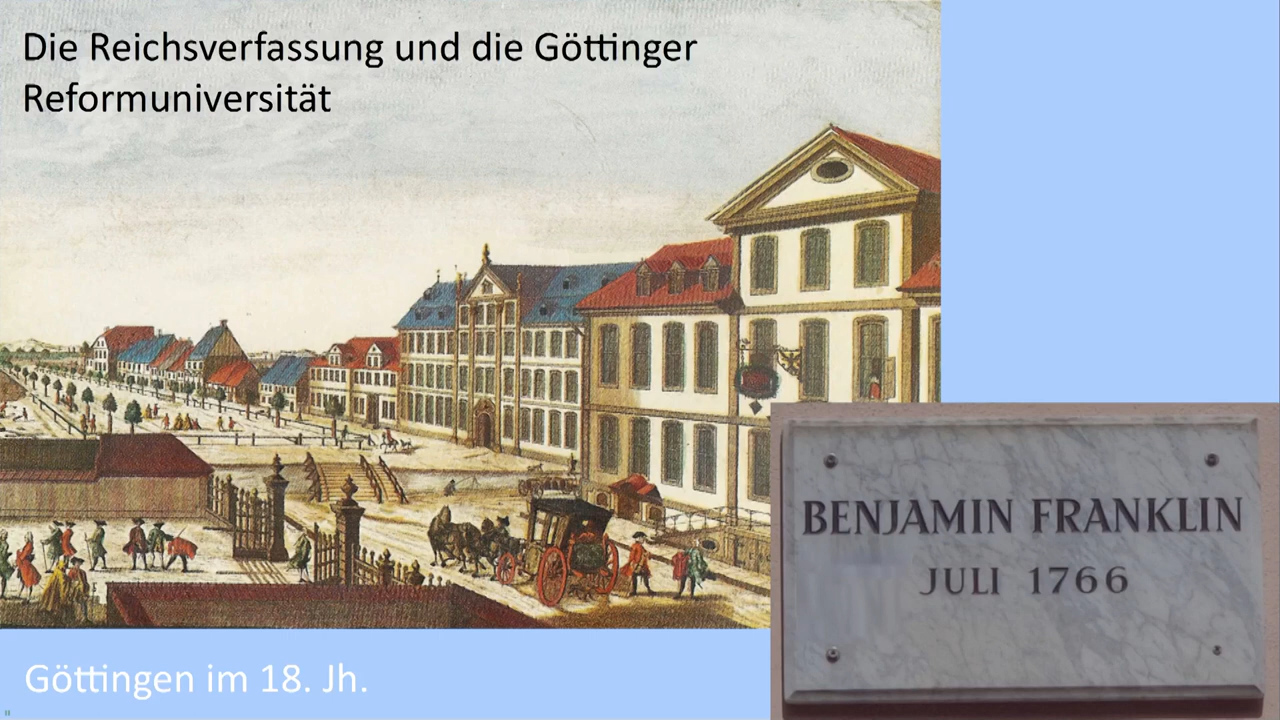 Die Reichsverfassung und die Göttinger
Reformuniversität
BENJAMIN FRANKLIN
JULI 1766
Göttingen im 18. Jh.